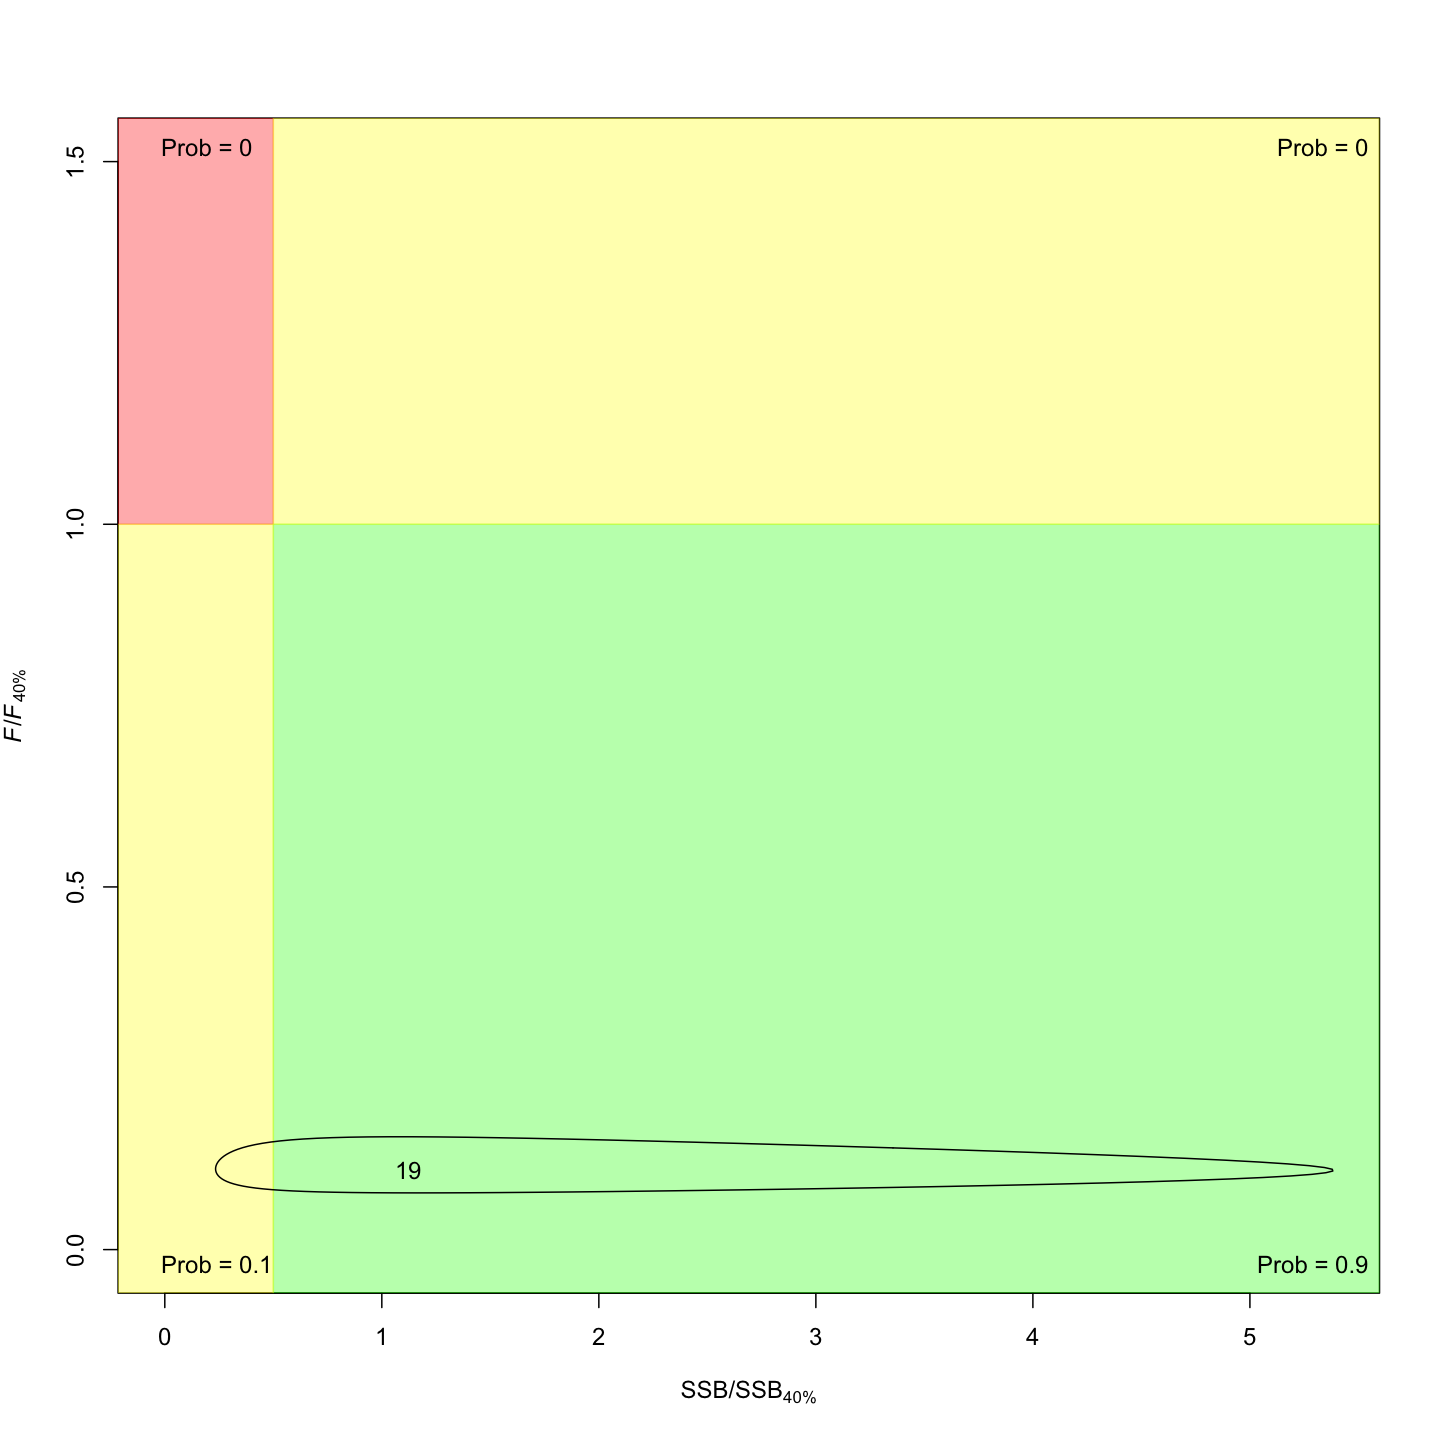 Prob = 0
Prob = 0
1.5
1.0
0.5
0.0
F/F40%
19
Prob = 0.1
Prob = 0.9
0 1 2 3 4 5
SSB/SSB40%